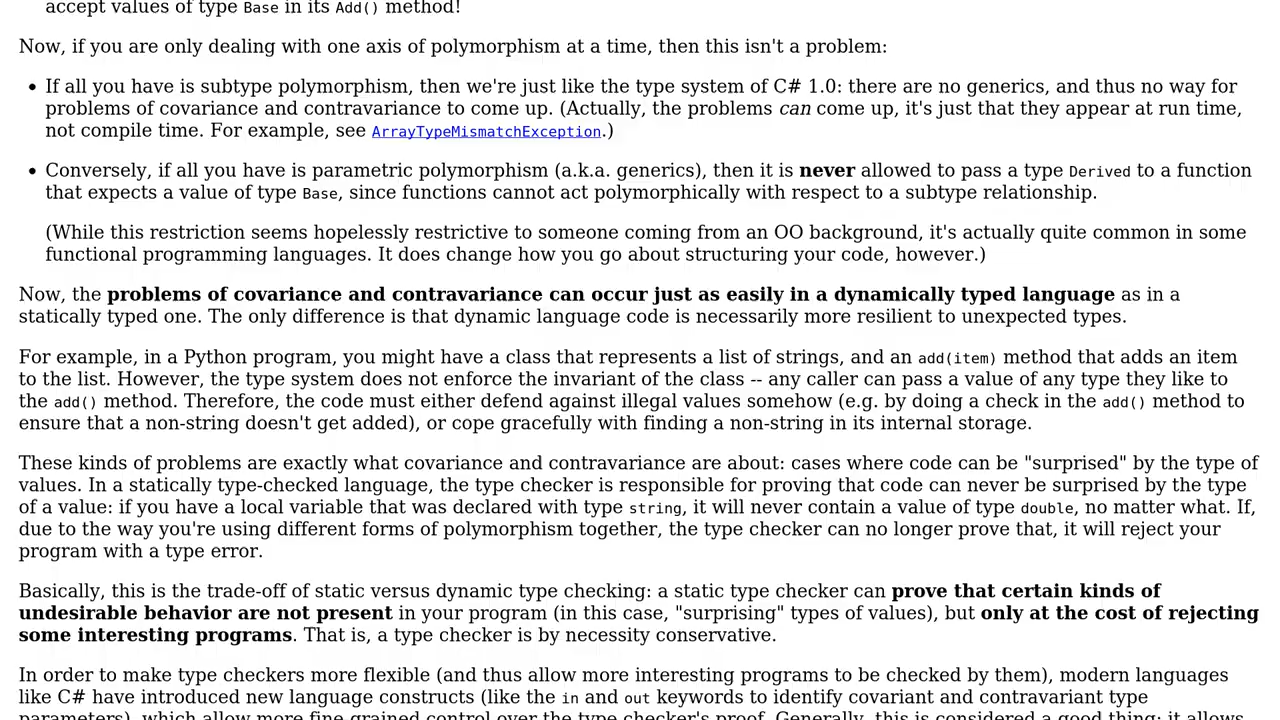 accept values of type Base in its Add() method!
Now, if you are only dealing with one axis of polymorphism at a time, then this isn't a problem:
• If all you have is subtype polymorphism, then we're just like the type system of C# 1.0: there are no generics, and thus no way for
problems of covariance and contravariance to come up. (Actually, the problems can come up, it's just that they appear at run time,
not compile time. For example, see ArrayTypeMismatchException.)
• Conversely, if all you have is parametric polymorphism (a.k.a. generics), then it is never allowed to pass a type Derived to a function
that expects a value of type Base, since functions cannot act polymorphically with respect to a subtype relationship.
(While this restriction seems hopelessly restrictive to someone coming from an OO background, it's actually quite common in some
functional programming languages. It does change how you go about structuring your code, however.)
Now, the problems of covariance and contravariance can occur just as easily in a dynamically typed language as in a
statically typed one. The only difference is that dynamic language code is necessarily more resilient to unexpected types.
For example, in a Python program, you might have a class that represents a list of strings, and an add(item) method that adds an item
to the list. However, the type system does not enforce the invariant of the class -- any caller can pass a value of any type they like to
the add() method. Therefore, the code must either defend against illegal values somehow (e.g. by doing a check in the add() method to
ensure that a non-string doesn't get added), or cope gracefully with finding a non-string in its internal storage.
These kinds of problems are exactly what covariance and contravariance are about: cases where code can be "surprised" by the type of
values. In a statically type-checked language, the type checker is responsible for proving that code can never be surprised by the type
of a value: if you have a local variable that was declared with type string, it will never contain a value of type double, no matter what. If,
due to the way you're using different forms of polymorphism together, the type checker can no longer prove that, it will reject your
program with a type error.
Basically, this is the trade-off of static versus dynamic type checking: a static type checker can prove that certain kinds of
undesirable behavior are not present in your program (in this case, "surprising" types of values), but only at the cost of rejecting
some interesting programs. That is, a type checker is by necessity conservative.
In order to make type checkers more flexible (and thus allow more interesting programs to be checked by them), modern languages
like C# have introduced new language constructs (like the in and out keywords to identify covariant and contravariant type
parameters), which allow more fine-grained control over the type checker's proof. Generally, this is considered a good thing: it allows